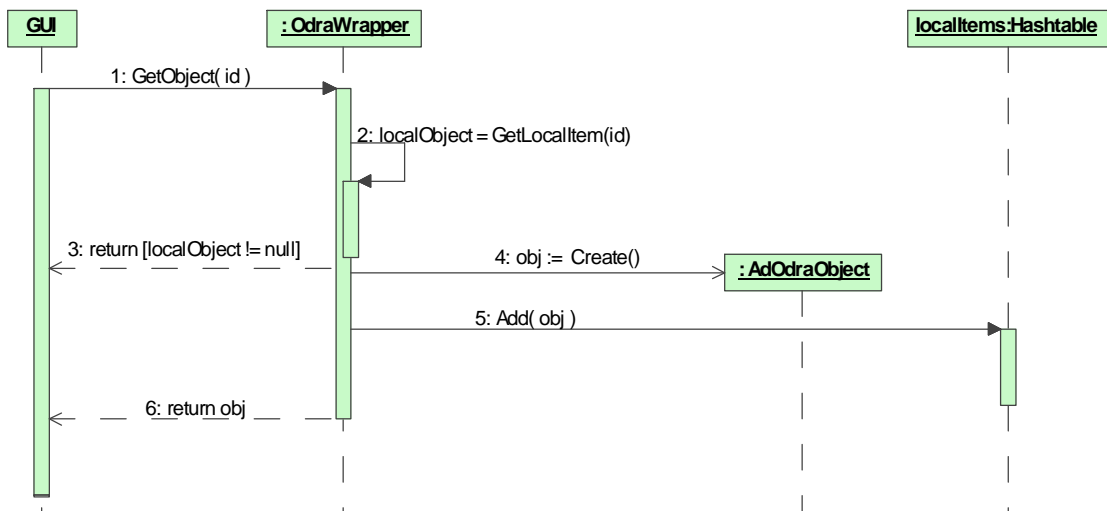 GUI
: OdraWrapper
localItems:Hashtable
1: GetObject( id )
2: localObject = GetLocalItem(id)
3: return [localObject != null]
4: obj := Create()
: AdOdraObject
5: Add( obj )
6: return obj